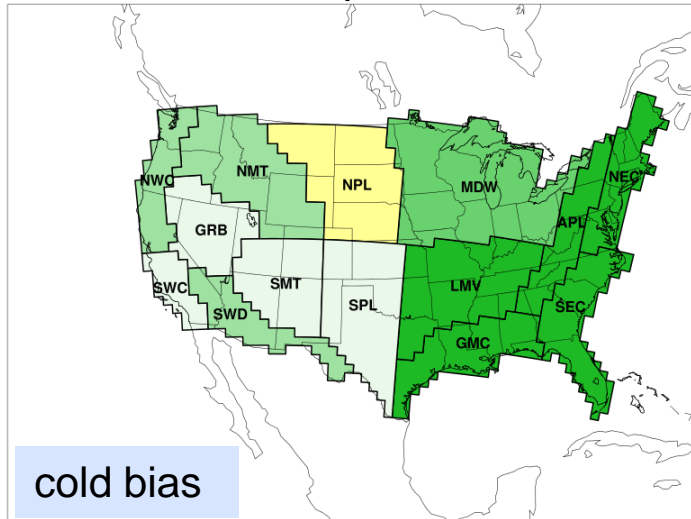 NWC
NMT
NPL
MDW
NEC
APL
GRB
SWC
SMT
SPL
LMV
SEC
SWD
GMC
cold bias